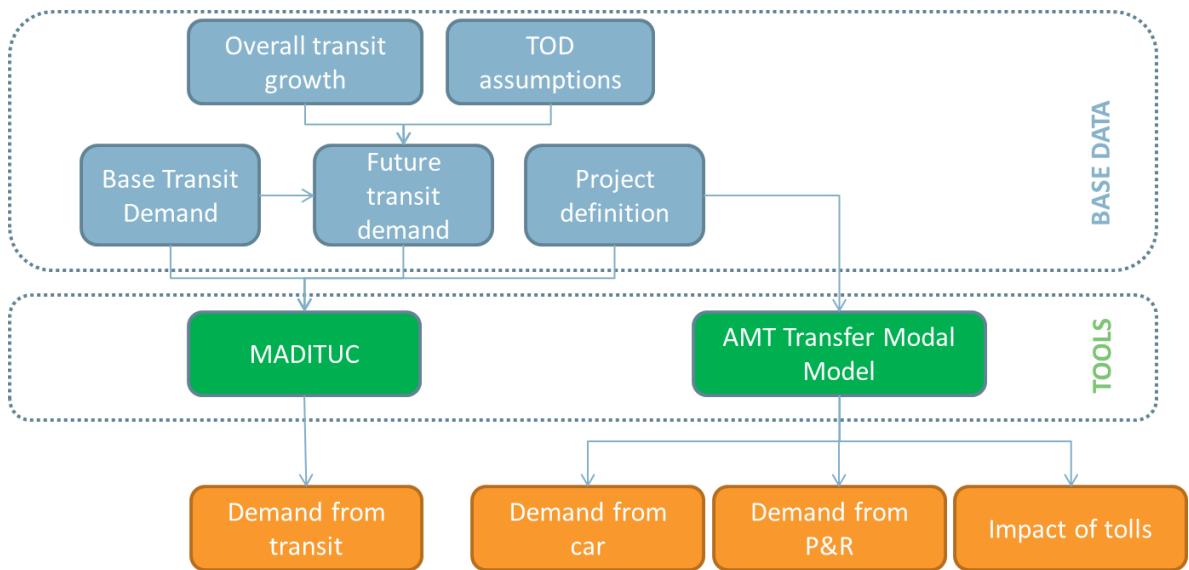 Overall transit
growth
TOD
assumptions
Base Transit
Demand
Future
transit
demand
Project
definition
BASE DATA
MADITUC
AMT Transfer Modal
Model
TOOLS
Demand from
transit
Demand from
car
Demand from
P&R
Impact of tolls